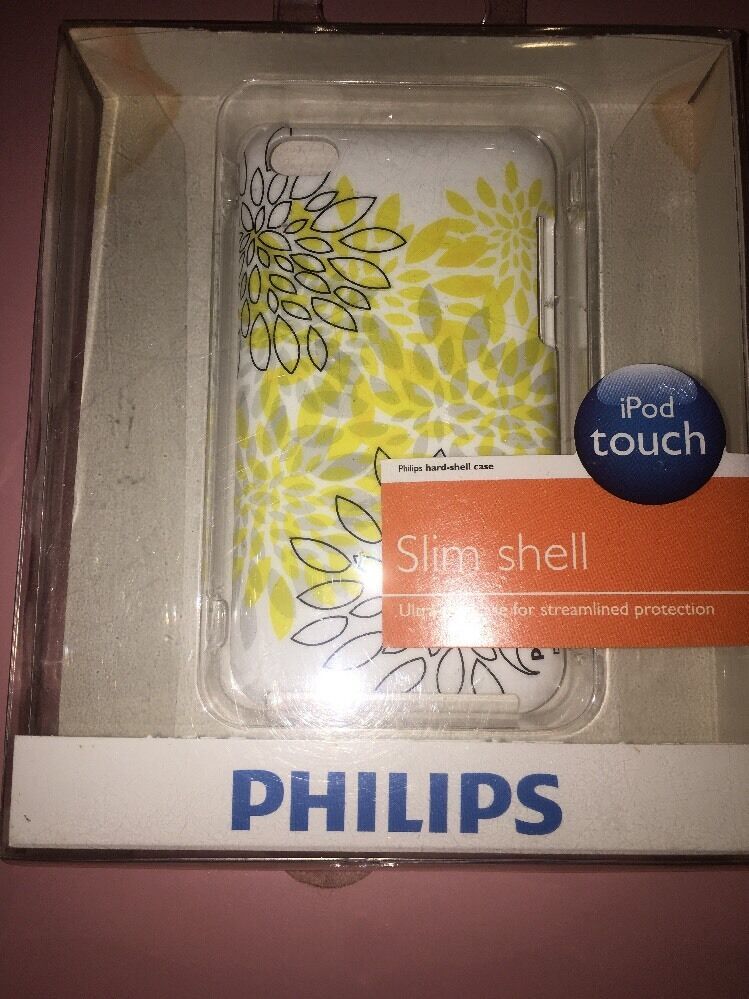 iPod
touch
Philips hard-shell case
Slim shell
for streamlined protection
PHILIPS